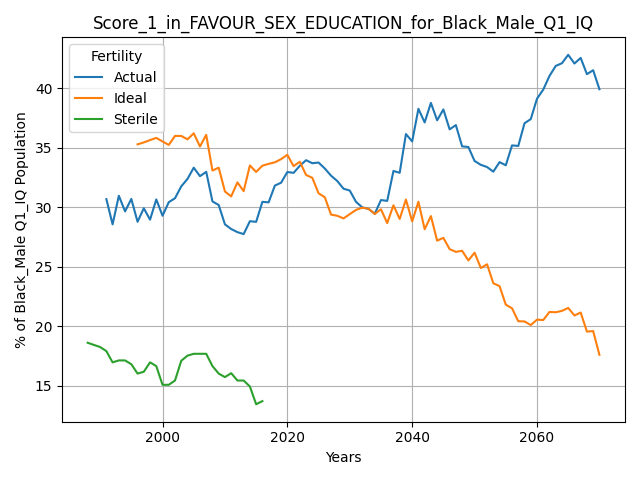 Score_1_in_FAVOUR_SEX_EDUCATION_for_Black_Male_Q1_IQ
Fertility
Actual
Ideal
Sterile
% of Black_Male Q1_IQ Population
40
35
30
25
20
15
2000
2020
2040
2060
Years